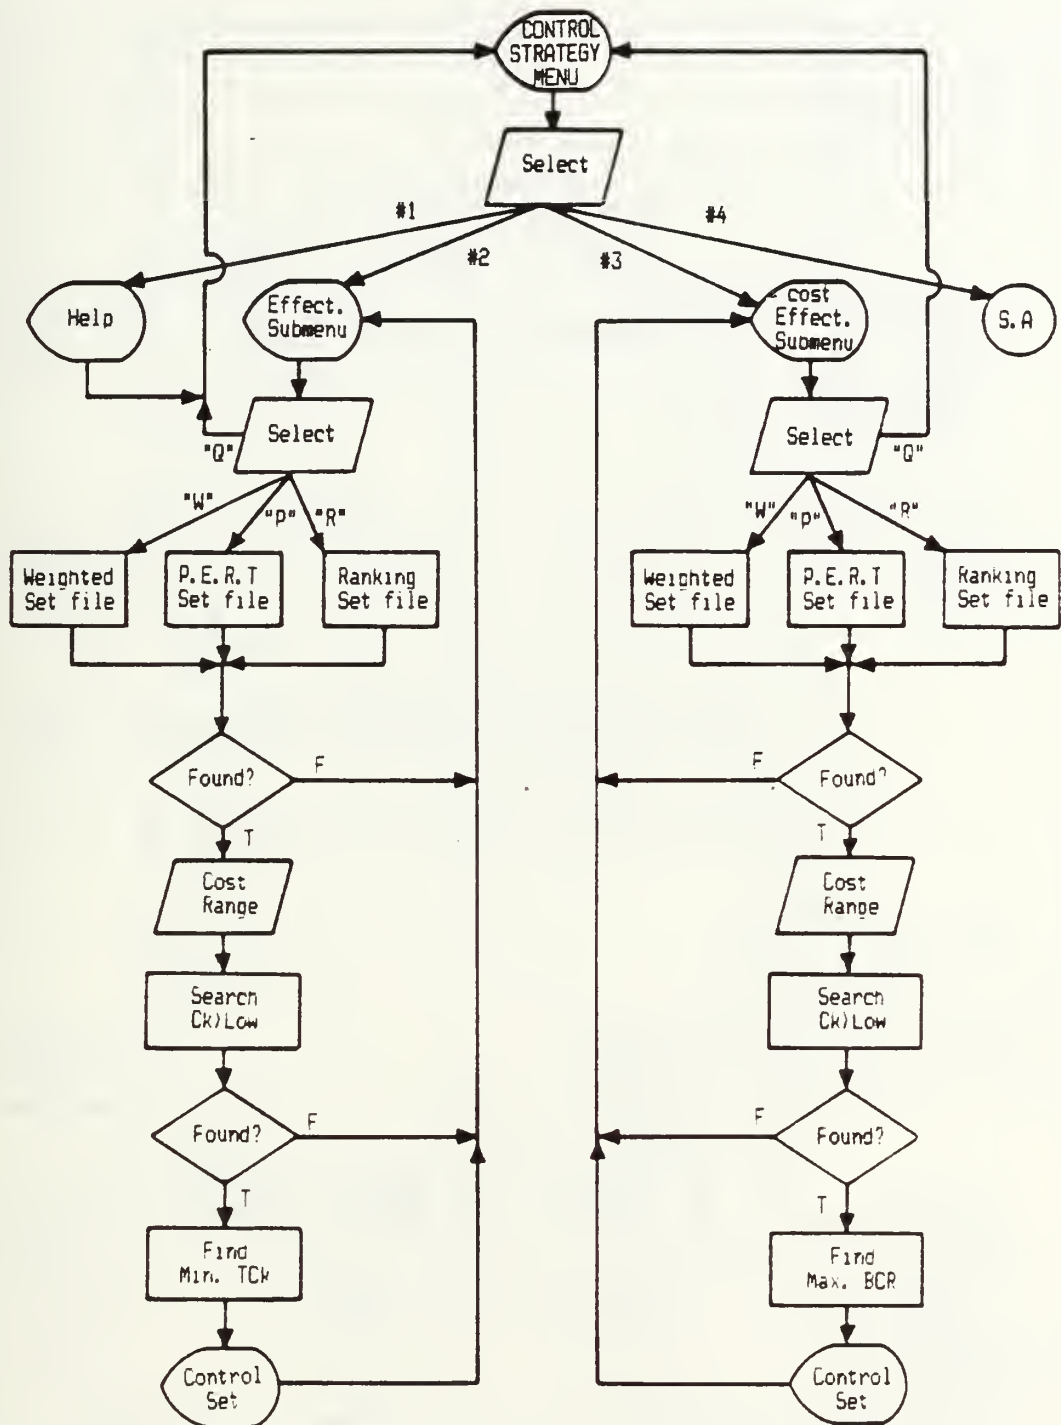 CONTROL
STRATEGY
MENU
Select
#1
#2
#3
#4
Help
Effect.
Submenu
cost
Effect.
Submenu
S.A
Select
"Q"
Select
"Q"
"W"
"P"
"R"
"W"
"P"
"R"
Weighted
Set file
P.E.R.T
Set file
Ranking
Set file
Weighted
Set file
P.E.R.T
Set file
Ranking
Set file
Found?
F
T
F
Found?
T
Cost
Range
Cost
Range
Search
Ck>Low
Search
Ck>Low
Found?
F
T
F
Found?
T
Find
Min. TCk
Find
Max. BCR
Control
Set
Control
Set